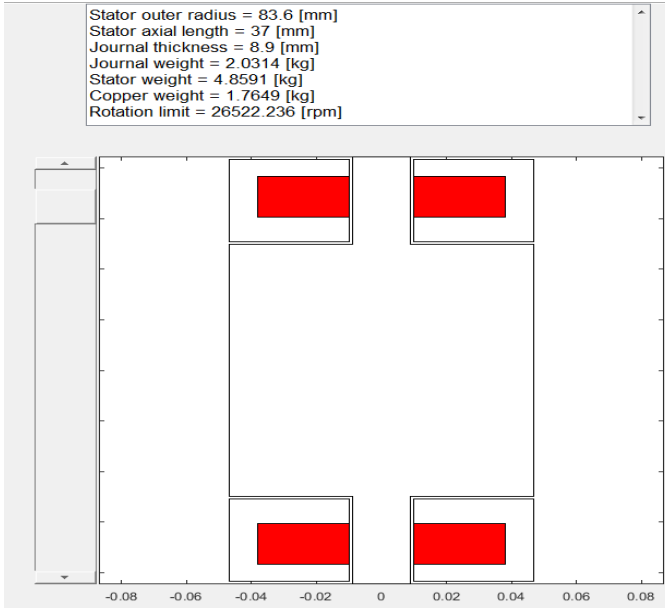 Stator outer radius = 83.6 [mm]
Stator axial length = 37 [mm]
Journal thickness = 8.9 [mm]
Journal weight = 2.0314 [kg]
Stator weight = 4.8591 [kg]
Copper weight = 1.7649 [kg]
Rotation limit = 26522.236 [rpm]
-0.08 -0.06 -0.04 -0.02 0 0.02 0.04 0.06 0.08